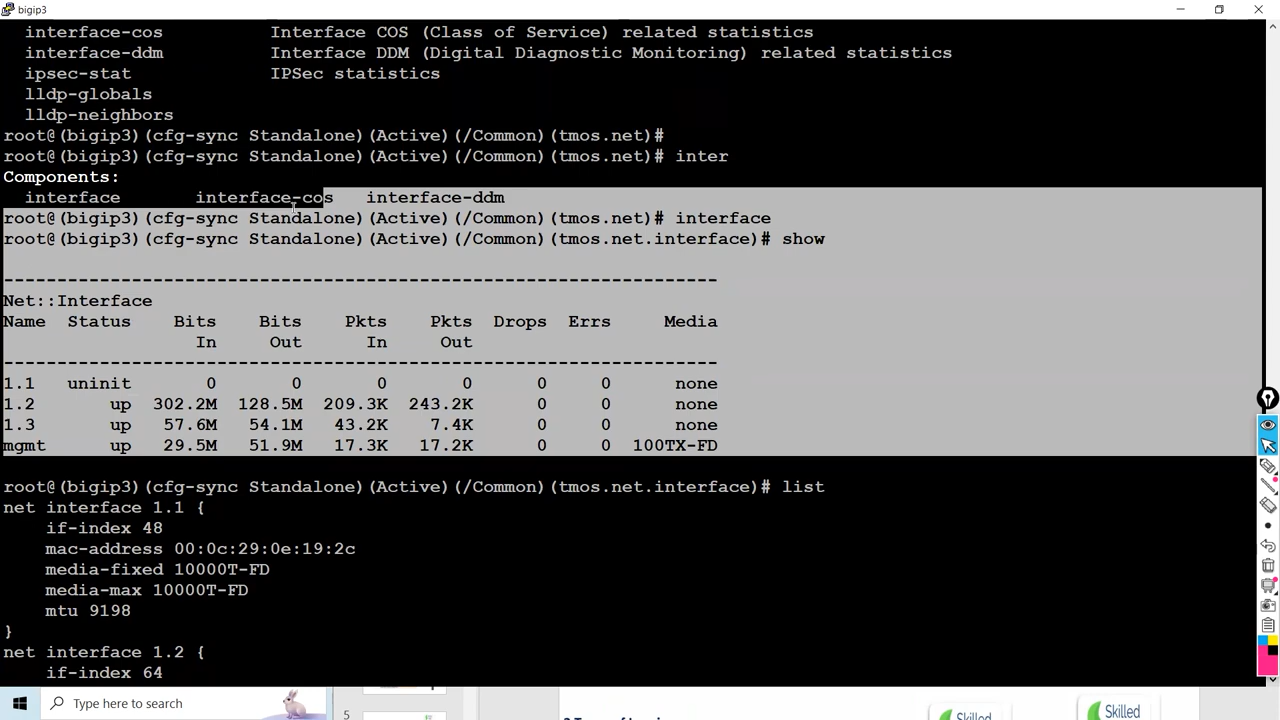 bigip3
interface-cos Interface COS (Class of Service) related statistics
interface-ddm Interface DDM (Digital Diagnostic Monitoring) related statistics
ipsec-stat IPSec statistics
lldp-globals
lldp-neighbors
root@(bigip3)(cfg-sync Standalone)(Active)(/Common)(tmos.net)#
root@(bigip3)(cfg-sync Standalone)(Active)(/Common)(tmos.net)# inter
Components:
interface interface-cos interface-ddm
root@(bigip3)(cfg-sync Standalone)(Active)(/Common)(tmos.net)# interface
root@(bigip3)(cfg-sync Standalone)(Active)(/Common)(tmos.net.interface)# show
-------------------------------------------------------------------
Net::Interface
Name Status Bits Bits Pkts Pkts Drops Errs Media
In Out In Out
-------------------------------------------------------------------
1.1 uninit 0 0 0 0 0 0 none
1.2 up 302.2M 128.5M 209.3K 243.2K 0 0 none
1.3 up 57.6M 54.1M 43.2K 7.4K 0 0 none
mgmt up 29.5M 51.9M 17.3K 17.2K 0 0 100TX-FD
root@(bigip3)(cfg-sync Standalone)(Active)(/Common)(tmos.net.interface)# list
net interface 1.1 {
if-index 48
mac-address 00:0c:29:0e:19:2c
media-fixed 10000T-FD
media-max 10000T-FD
mtu 9198
}
net interface 1.2 {
if-index 64
Type here to search
5
Skilled
Skilled